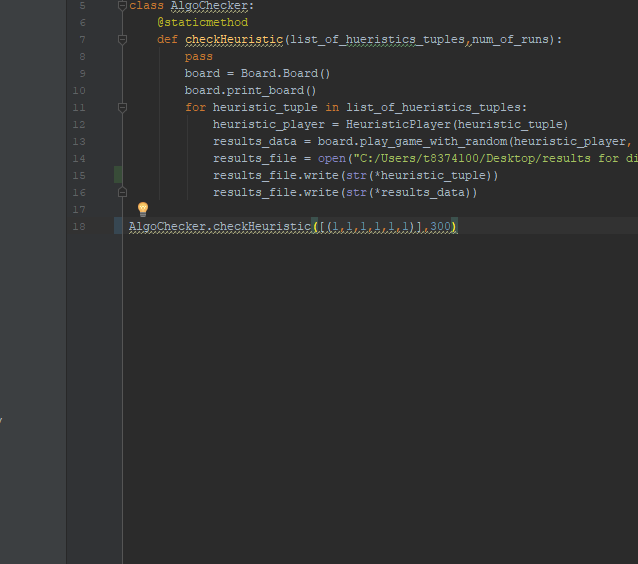 5 class AlgoChecker:
6 @staticmethod
7 def checkHeuristic(list_of_hueristics_tuples,num_of_runs):
8 pass
9 board = Board.Board()
10 board.print_board()
11 for heuristic_tuple in list_of_hueristics_tuples:
12 heuristic_player = HeuristicPlayer(heuristic_tuple)
13 results_data = board.play_game_with_random(heuristic_player,
14 results_file = open("C:/Users/t8374100/Desktop/results for di
15 results_file.write(str(*heuristic_tuple))
16 results_file.write(str(*results_data))
17
18 AlgoChecker.checkHeuristic([(1,1,1,1,1,1)],300)